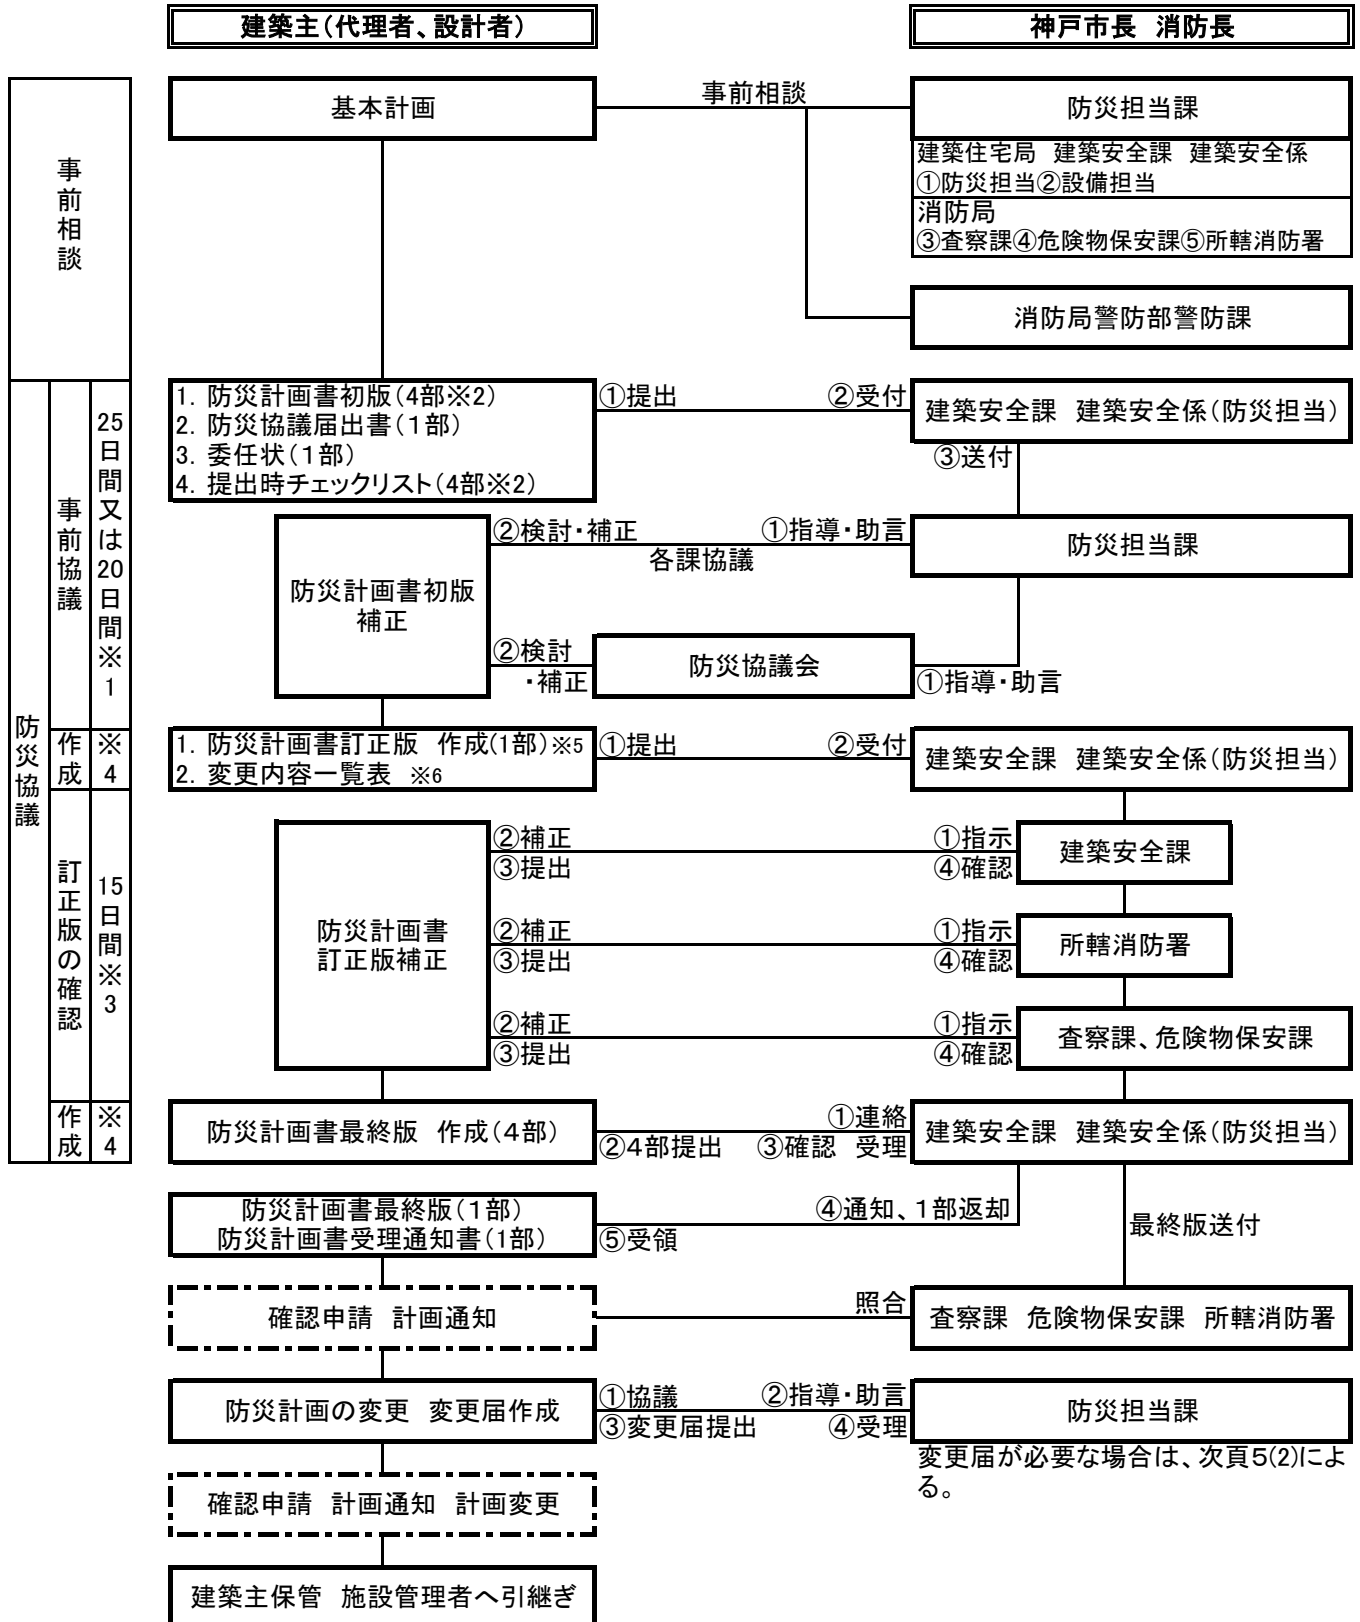 建築主（代理者、設計者）
神戸市長　消防長
事前相談
基本計画
事前相談
防災担当課
建築住宅局　建築安全課　建築安全係
①防災担当②設備担当
消防局
③査察課④危険物保安課⑤所轄消防署
消防局警防部警防課
防災協議
事前協議
25日間又は20日間※1
1. 防災計画書初版（4部※2）
2. 防災協議届出書（１部）
3. 委任状（１部）
4. 提出時チェックリスト（4部※2）
①提出
②受付
建築安全課　建築安全係（防災担当）
③送付
防災計画書初版
補正
②検討・補正
①指導・助言
各課協議
防災担当課
②検討
・補正
防災協議会
①指導・助言
作成
※4
1. 防災計画書訂正版　作成(１部)※5
2. 変更内容一覧表　※6
①提出
②受付
建築安全課　建築安全係（防災担当）
訂正版の確認
15日間※3
防災計画書
訂正版補正
②補正
③提出
①指示
④確認
建築安全課
②補正
③提出
①指示
④確認
所轄消防署
②補正
③提出
①指示
④確認
査察課、危険物保安課
作成
※4
防災計画書最終版　作成（４部）
①連絡
②４部提出
③確認　受理
建築安全課　建築安全係（防災担当）
防災計画書最終版（１部）
防災計画書受理通知書（１部）
④通知、１部返却
⑤受領
最終版送付
確認申請　計画通知
照合
査察課　危険物保安課　所轄消防署
防災計画の変更　変更届作成
①協議
②指導・助言
③変更届提出
④受理
防災担当課
変更届が必要な場合は、次頁５(2)によ
る。
確認申請　計画通知　計画変更
建築主保管　施設管理者へ引継ぎ